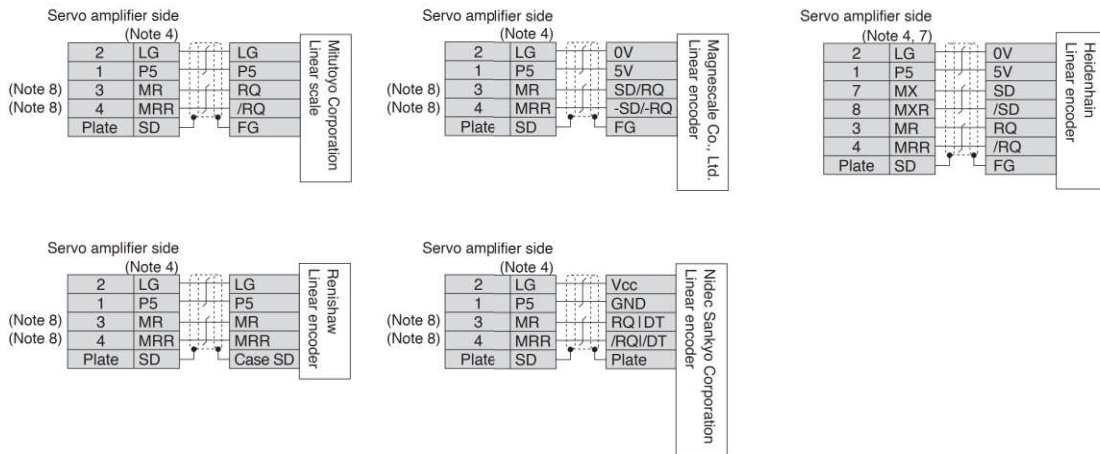 Servo amplifier side
(Note 4)
2 LG LG
1 P5 P5
(Note 8) 3 MR RQ
(Note 8) 4 MRR /RQ
Plate SD FG
Mitutoyo Corporation
Linear scale
Servo amplifier side
(Note 4)
2 LG 0V
1 P5 5V
(Note 8) 3 MR SD/RQ
(Note 8) 4 MRR -SD/-RQ
Plate SD FG
Magnescale Co., Ltd.
Linear encoder
Servo amplifier side
(Note 4, 7)
2 LG 0V
1 P5 5V
7 MX SD
8 MXR /SD
3 MR RQ
4 MRR /RQ
Plate SD FG
Heidenhain
Linear encoder
Servo amplifier side
(Note 4)
2 LG LG
1 P5 P5
(Note 8) 3 MR MR
(Note 8) 4 MRR MRR
Plate SD Case SD
Renishaw
Linear encoder
Servo amplifier side
(Note 4)
2 LG Vcc
1 P5 GND
(Note 8) 3 MR RQ|DT
(Note 8) 4 MRR /RQ|/DT
Plate SD Plate
Nidec Sankyo Corporation
Linear encoder